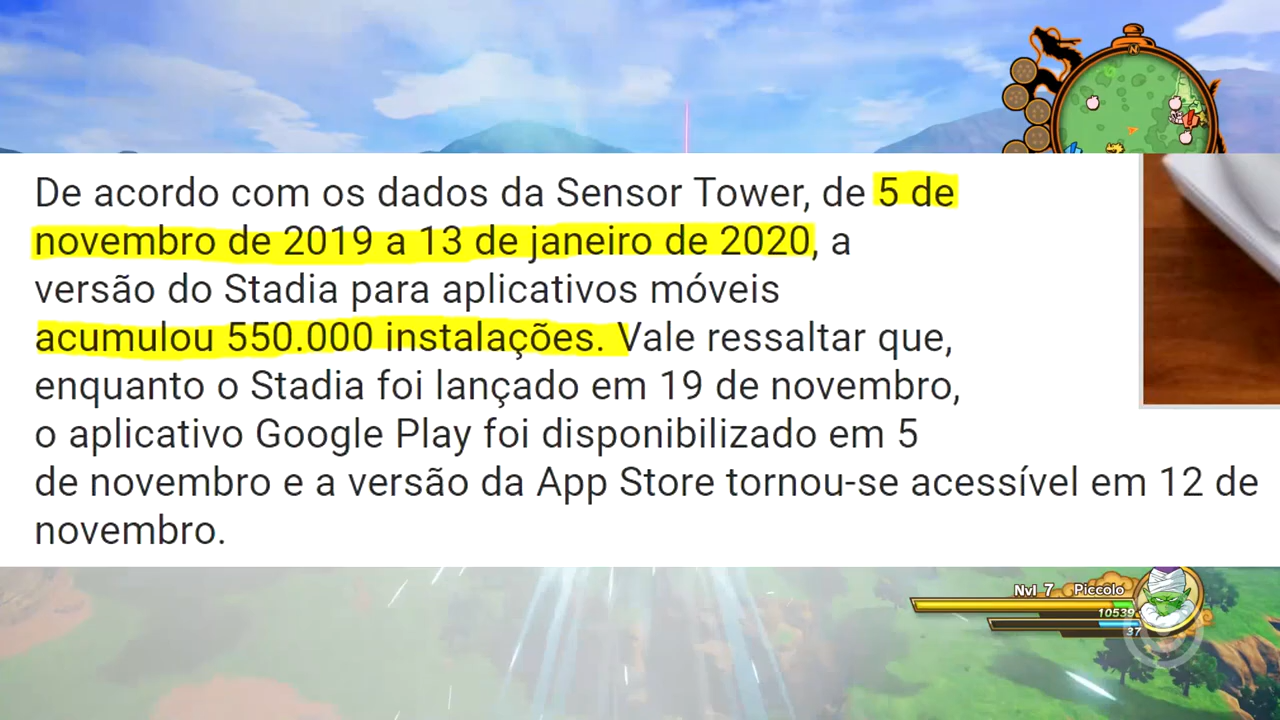 N
De acordo com os dados da Sensor Tower, de 5 de
novembro de 2019 a 13 de janeiro de 2020, a
versão do Stadia para aplicativos móveis
acumulou 550.000 instalações. Vale ressaltar que,
enquanto o Stadia foi lançado em 19 de novembro,
o aplicativo Google Play foi disponibilizado em 5
de novembro e a versão da App Store tornou-se acessível em 12 de
novembro.
Nvl 7 Piccolo
10539
37